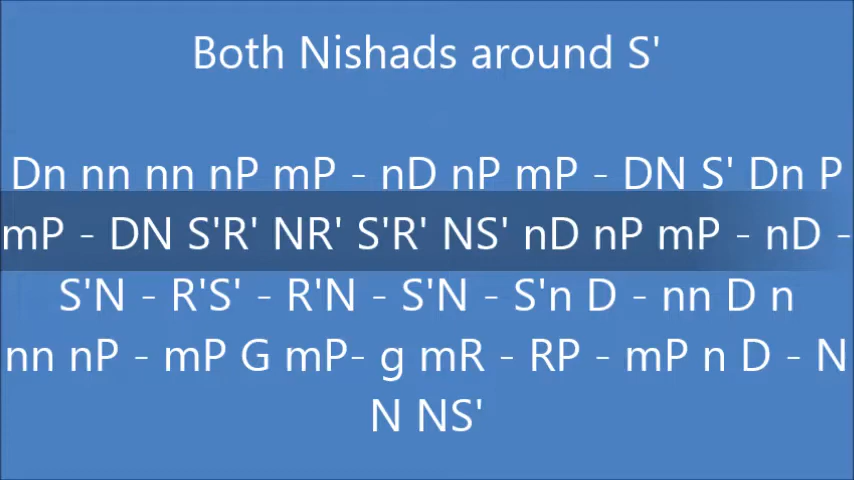 Both Nishads around S'
Dn nn nn nP mP - nD nP mP - DN S' Dn P
mP - DN S'R' NR' S'R' NS' nD nP mP - nD -
S'N - R'S' - R'N - S'N - S'n D - nn D n
nn nP - mP G mP- g mR - RP - mP n D - N
N NS'